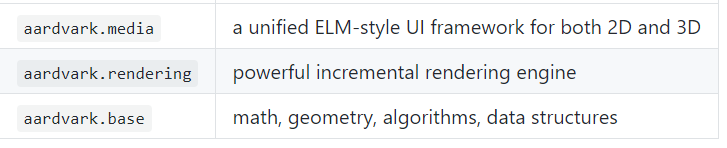 aardvark.media a unified ELM-style UI framework for both 2D and 3D
aardvark.rendering powerful incremental rendering engine
aardvark.base math, geometry, algorithms, data structures